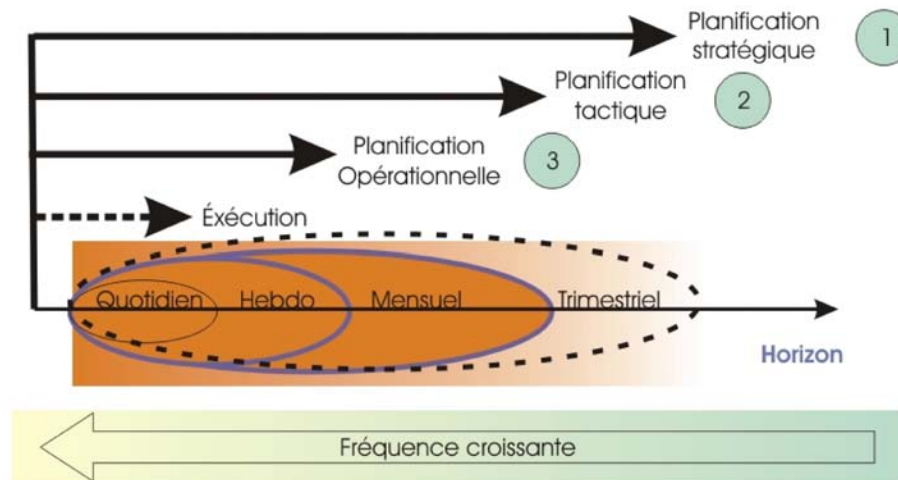 Planification
stratégique
1
Planification
tactique
2
Planification
Opérationnelle
3
Éxécution
Quotidien
Hebdo
Mensuel
Trimestriel
Horizon
Fréquence croissante